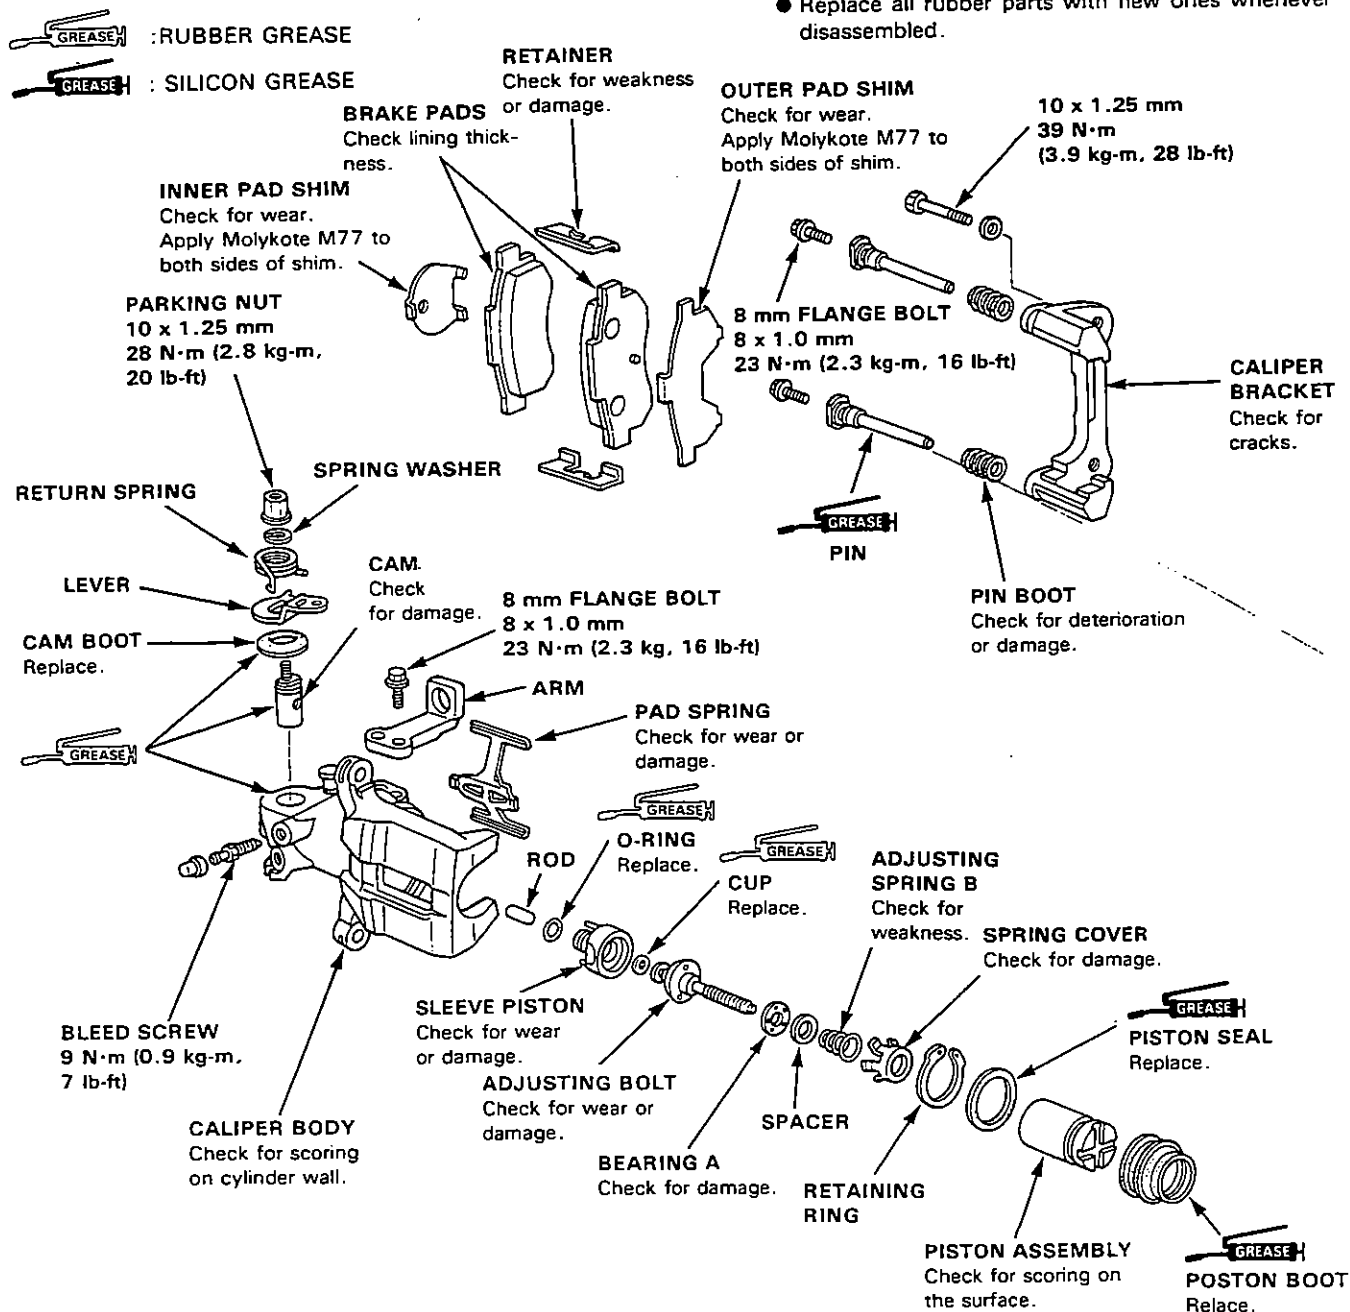 GREASE :RUBBER GREASE
GREASE : SILICON GREASE
● Replace all rubber parts with new ones whenever
disassembled.
RETAINER
Check for weakness
or damage.
BRAKE PADS
Check lining thick-
ness.
OUTER PAD SHIM
Check for wear.
Apply Molykote M77 to
both sides of shim.
10 x 1.25 mm
39 N·m
(3.9 kg-m, 28 lb-ft)
INNER PAD SHIM
Check for wear.
Apply Molykote M77 to
both sides of shim.
PARKING NUT
10 x 1.25 mm
28 N·m (2.8 kg-m,
20 lb-ft)
8 mm FLANGE BOLT
8 x 1.0 mm
23 N·m (2.3 kg-m, 16 lb-ft)
CALIPER
BRACKET
Check for
cracks.
SPRING WASHER
RETURN SPRING
LEVER
CAM BOOT
Replace.
CAM.
Check
for damage.
GREASE
PIN
PIN BOOT
Check for deterioration
or damage.
8 mm FLANGE BOLT
8 x 1.0 mm
23 N·m (2.3 kg, 16 lb-ft)
ARM
PAD SPRING
Check for wear or
damage.
GREASE
GREASE
O-RING
Replace.
GREASE
CUP
Replace.
ROD
ADJUSTING
SPRING B
Check for
weakness.
SPRING COVER
Check for damage.
GREASE
PISTON SEAL
Replace.
BLEED SCREW
9 N·m (0.9 kg-m,
7 lb-ft)
SLEEVE PISTON
Check for wear
or damage.
ADJUSTING BOLT
Check for wear or
damage.
CALIPER BODY
Check for scoring
on cylinder wall.
SPACER
BEARING A
Check for damage.
RETAINING
RING
PISTON ASSEMBLY
Check for scoring on
the surface.
GREASE
POSTON BOOT
Relace.